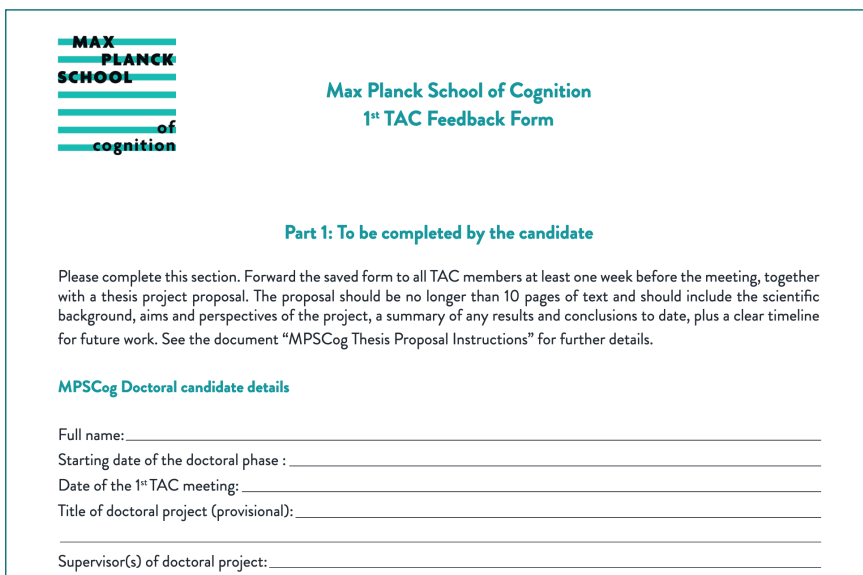 MAX
PLANCK
SCHOOL
of
cognition
Max Planck School of Cognition
1st TAC Feedback Form
Part 1: To be completed by the candidate
Please complete this section. Forward the saved form to all TAC members at least one week before the meeting, together
with a thesis project proposal. The proposal should be no longer than 10 pages of text and should include the scientific
background, aims and perspectives of the project, a summary of any results and conclusions to date, plus a clear timeline
for future work. See the document “MPSCog Thesis Proposal Instructions” for further details.
MPSCog Doctoral candidate details
Full name:
Starting date of the doctoral phase :
Date of the 1st TAC meeting:
Title of doctoral project (provisional):
Supervisor(s) of doctoral project: